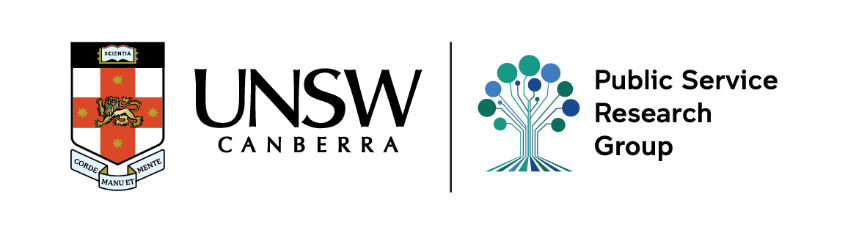 SCIENTIA
CORDE
MANU ET
MENTE
UNSW
CANBERRA
Public Service
Research
Group